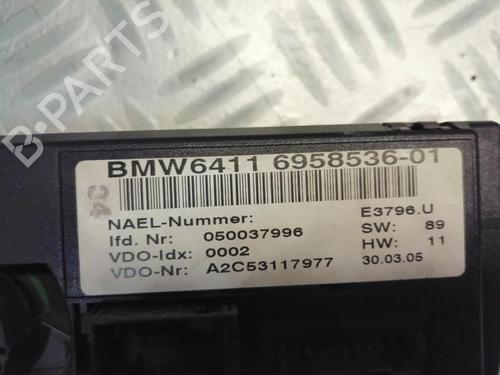 B-PARTS
BMW6411 6958536-01
24
NAEL-Nummer: E3796.U
lfd. Nr: 050037996 SW: 89
VDO-Idx: 0002 HW: 11
VDO-Nr: A2C53117977 30.03.05